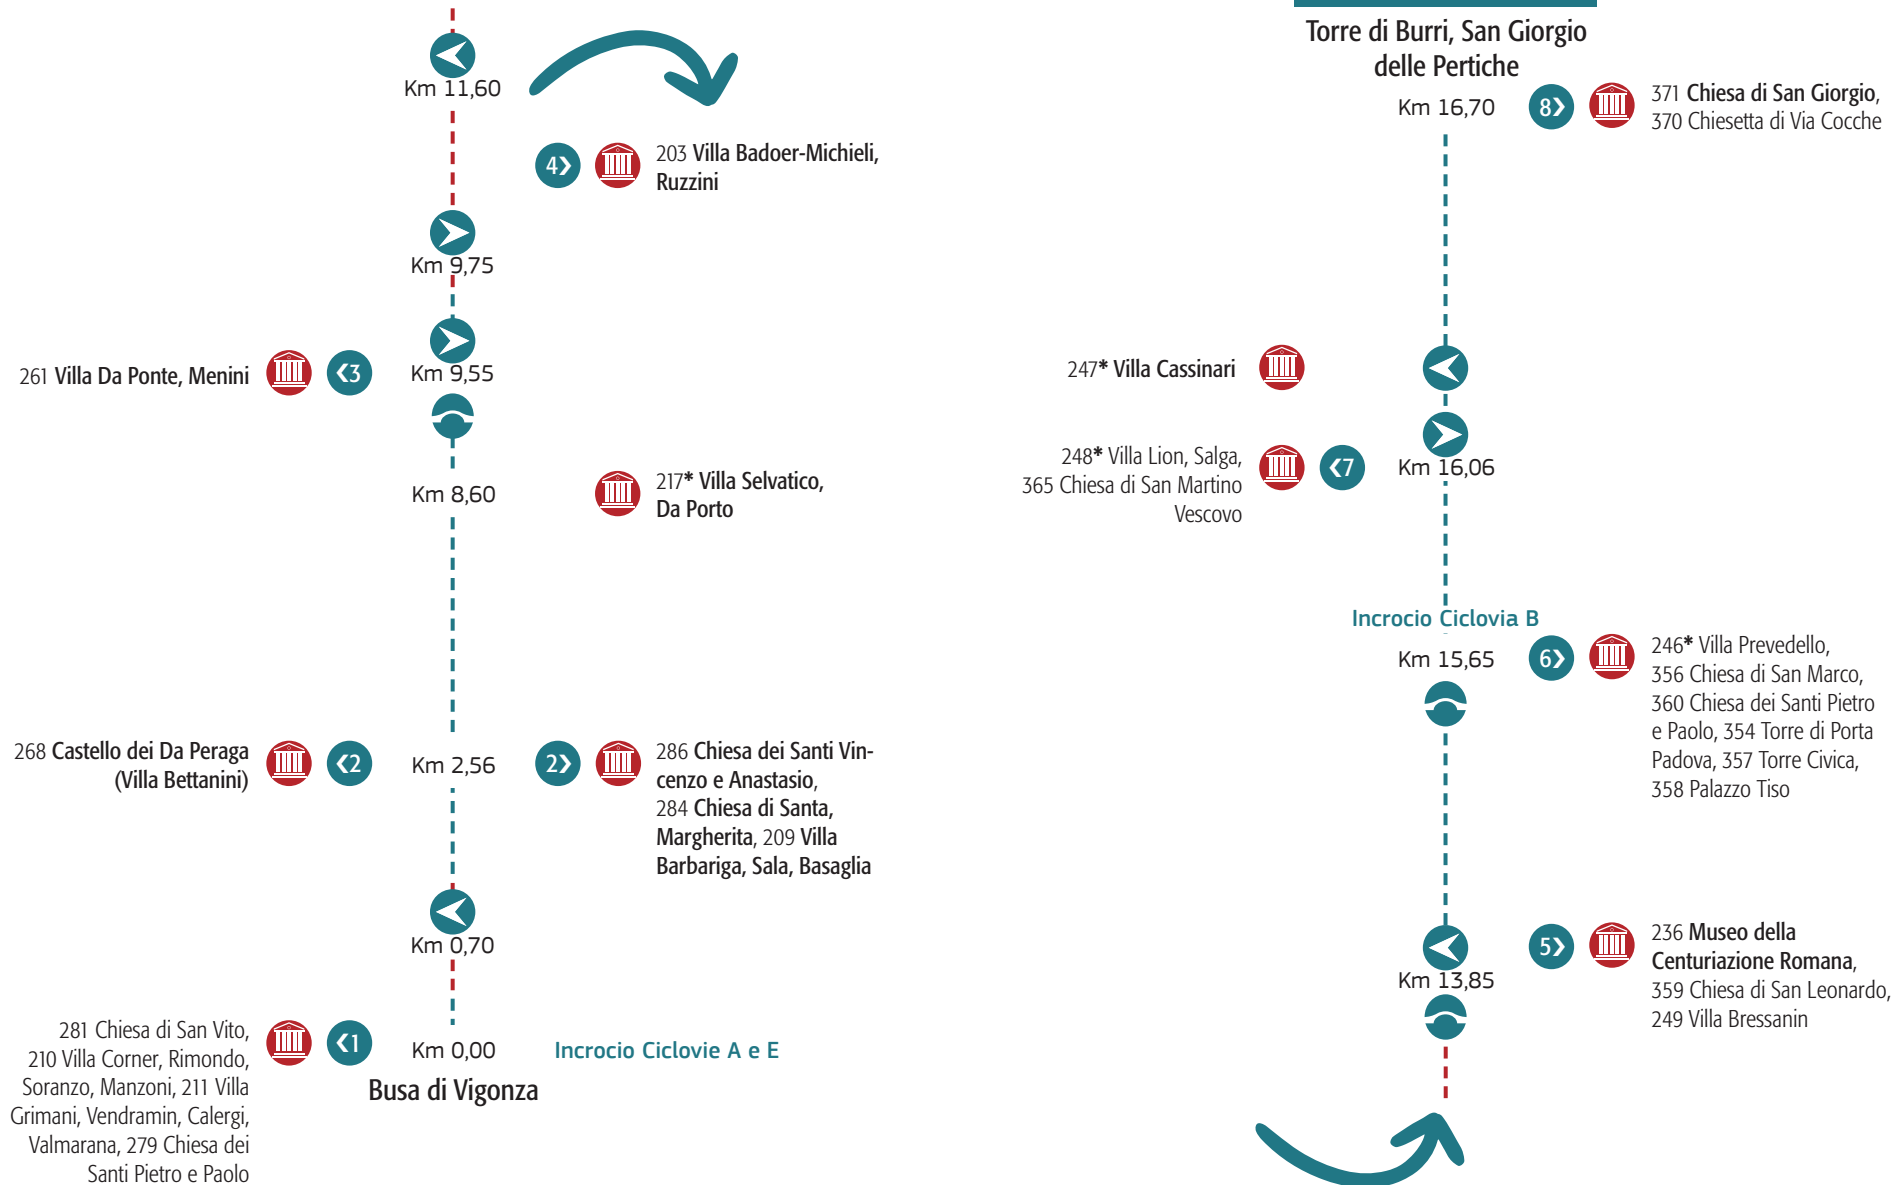 Km 11,60
4
203 Villa Badoer-Michieli,
Ruzzini
Km 9,75
261 Villa Da Ponte, Menini
3
Km 9,55
Km 8,60
217* Villa Selvatico,
Da Porto
268 Castello dei Da Peraga
(Villa Bettanini)
2
Km 2,56
2
286 Chiesa dei Santi Vin-
cenzo e Anastasio,
284 Chiesa di Santa,
Margherita, 209 Villa
Barbariga, Sala, Basaglia
Km 0,70
281 Chiesa di San Vito,
210 Villa Corner, Rimondo,
Soranzo, Manzoni, 211 Villa
Grimani, Vendramin, Calergi,
Valmarana, 279 Chiesa dei
Santi Pietro e Paolo
1
Km 0,00
Incrocio Ciclovie A e E
Busa di Vigonza
Torre di Burri, San Giorgio
delle Pertiche
Km 16,70
8
371 Chiesa di San Giorgio,
370 Chiesetta di Via Cocche
247* Villa Cassinari
248* Villa Lion, Salga,
365 Chiesa di San Martino
Vescovo
7
Km 16,06
Incrocio Ciclovia B
Km 15,65
6
246* Villa Prevedello,
356 Chiesa di San Marco,
360 Chiesa dei Santi Pietro
e Paolo, 354 Torre di Porta
Padova, 357 Torre Civica,
358 Palazzo Tiso
Km 13,85
5
236 Museo della
Centuriazione Romana,
359 Chiesa di San Leonardo,
249 Villa Bressanin